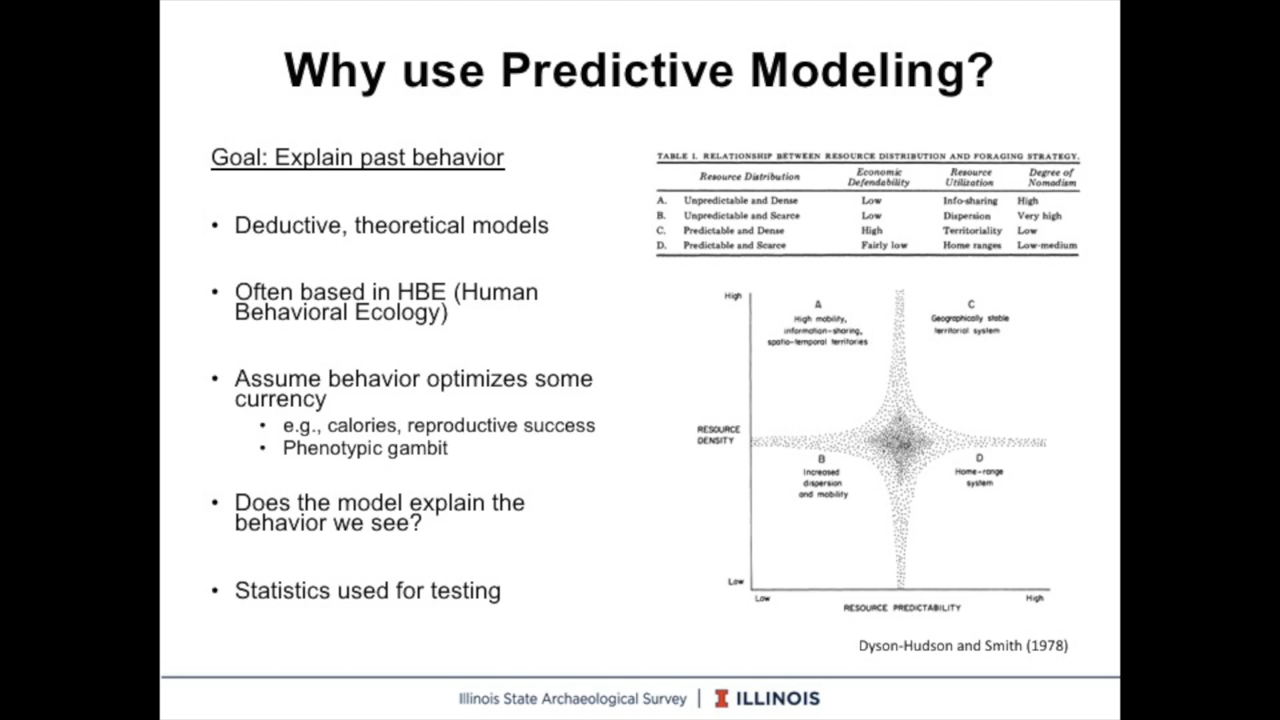 Why use Predictive Modeling?
Goal: Explain past behavior
• Deductive, theoretical models
• Often based in HBE (Human
Behavioral Ecology)
• Assume behavior optimizes some
currency
• e.g., calories, reproductive success
• Phenotypic gambit
• Does the model explain the
behavior we see?
• Statistics used for testing
TABLE 1. RELATIONSHIP BETWEEN RESOURCE DISTRIBUTION AND FORAGING STRATEGY.
Resource Distribution Economic Defendability Resource Utilization Degree of Nomadism
A. Unpredictable and Dense Low Info-sharing High
B. Unpredictable and Scarce Low Dispersion Very high
C. Predictable and Dense High Territoriality Low
D. Predictable and Scarce Fairly low Home ranges Low-medium
High
A
High mobility,
information-sharing,
spatio-temporal territories
C
Geographically stable
territorial system
RESOURCE
DENSITY
B
Increased
dispersion
and mobility
D
Home-range
system
Low
Low
High
RESOURCE PREDICTABILITY
Dyson-Hudson and Smith (1978)
Illinois State Archaeological Survey | I ILLINOIS